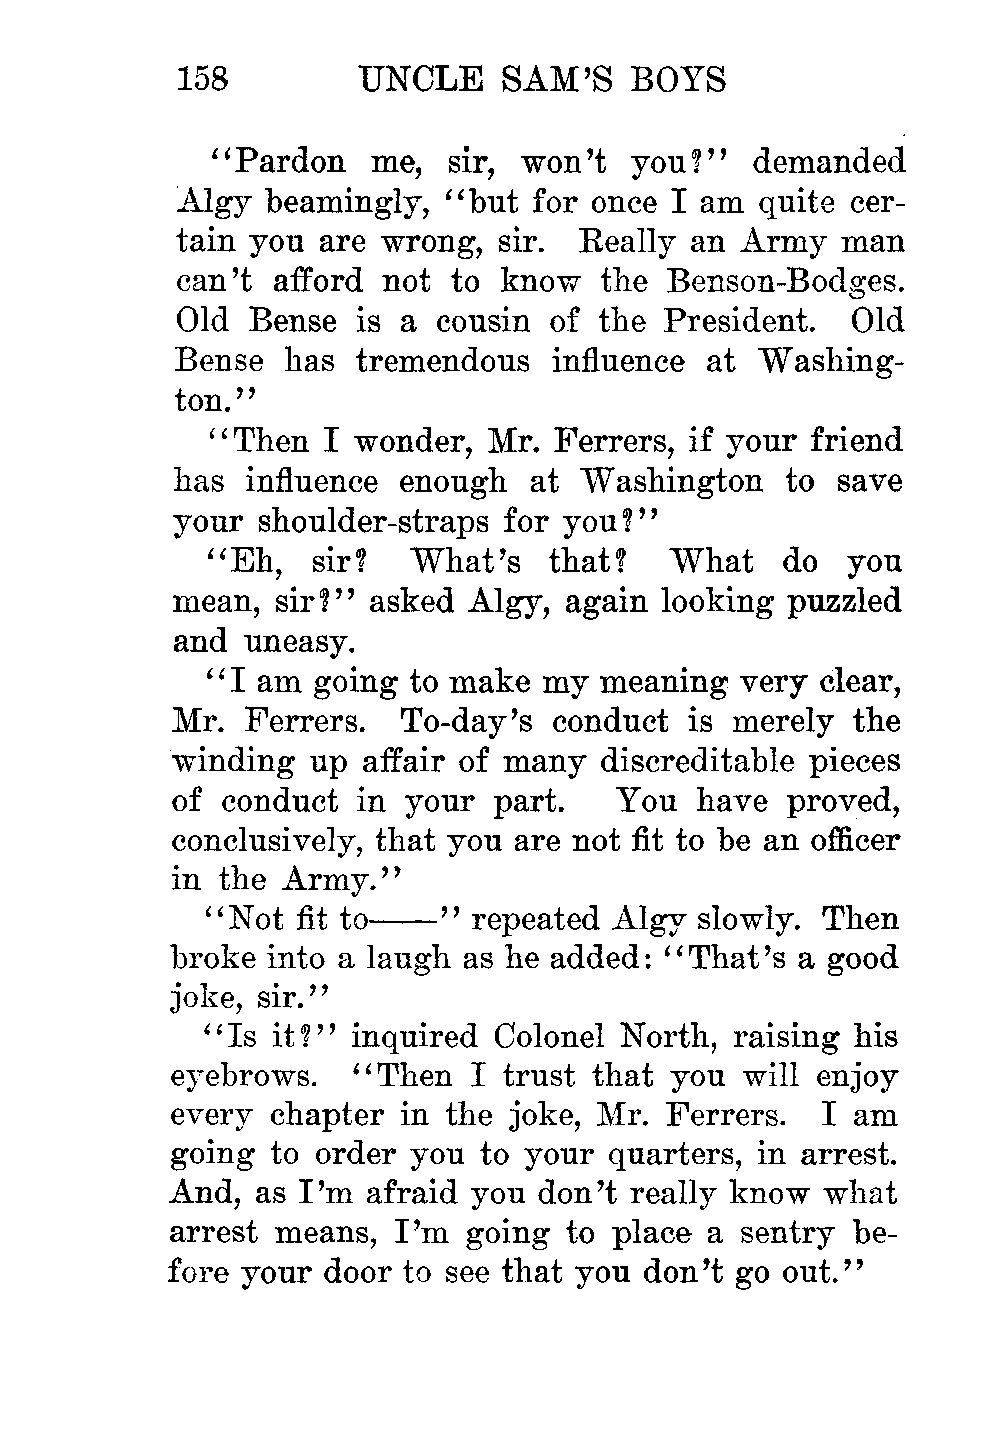 158 UNCLE SAM'S BOYS
"Pardon me, sir, won't you?" demanded
Algy beamingly, "but for once I am quite cer-
tain you are wrong, sir. Really an Army man
can't afford not to know the Benson-Bodges.
Old Bense is a cousin of the President. Old
Bense has tremendous influence at Washing-
ton."
"Then I wonder, Mr. Ferrers, if your friend
has influence enough at Washington to save
your shoulder-straps for you?"
"Eh, sir? What's that? What do you
mean, sir?" asked Algy, again looking puzzled
and uneasy.
"I am going to make my meaning very clear,
Mr. Ferrers. To-day's conduct is merely the
winding up affair of many discreditable pieces
of conduct in your part. You have proved,
conclusively, that you are not fit to be an officer
in the Army."
"Not fit to——" repeated Algy slowly. Then
broke into a laugh as he added: "That's a good
joke, sir."
"Is it?" inquired Colonel North, raising his
eyebrows. "Then I trust that you will enjoy
every chapter in the joke, Mr. Ferrers. I am
going to order you to your quarters, in arrest.
And, as I'm afraid you don't really know what
arrest means, I'm going to place a sentry be-
fore your door to see that you don't go out."